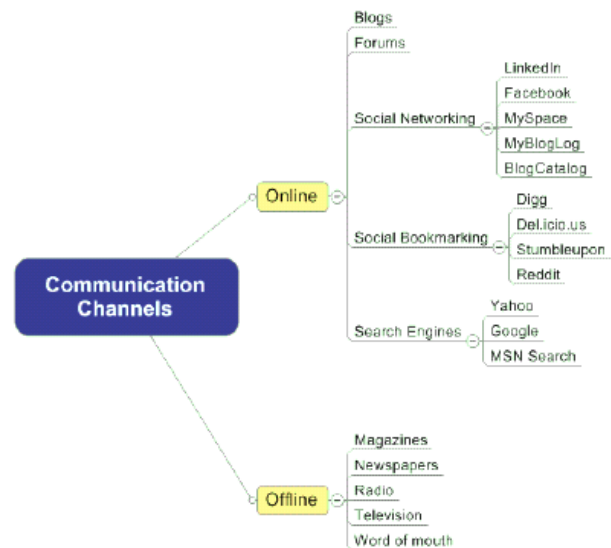 Communication
Channels
Online
Blogs
Forums
Social Networking
LinkedIn
Facebook
MySpace
MyBlogLog
BlogCatalog
Social Bookmarking
Digg
Del.icio.us
Stumbleupon
Reddit
Search Engines
Yahoo
Google
MSN Search
Offline
Magazines
Newspapers
Radio
Television
Word of mouth